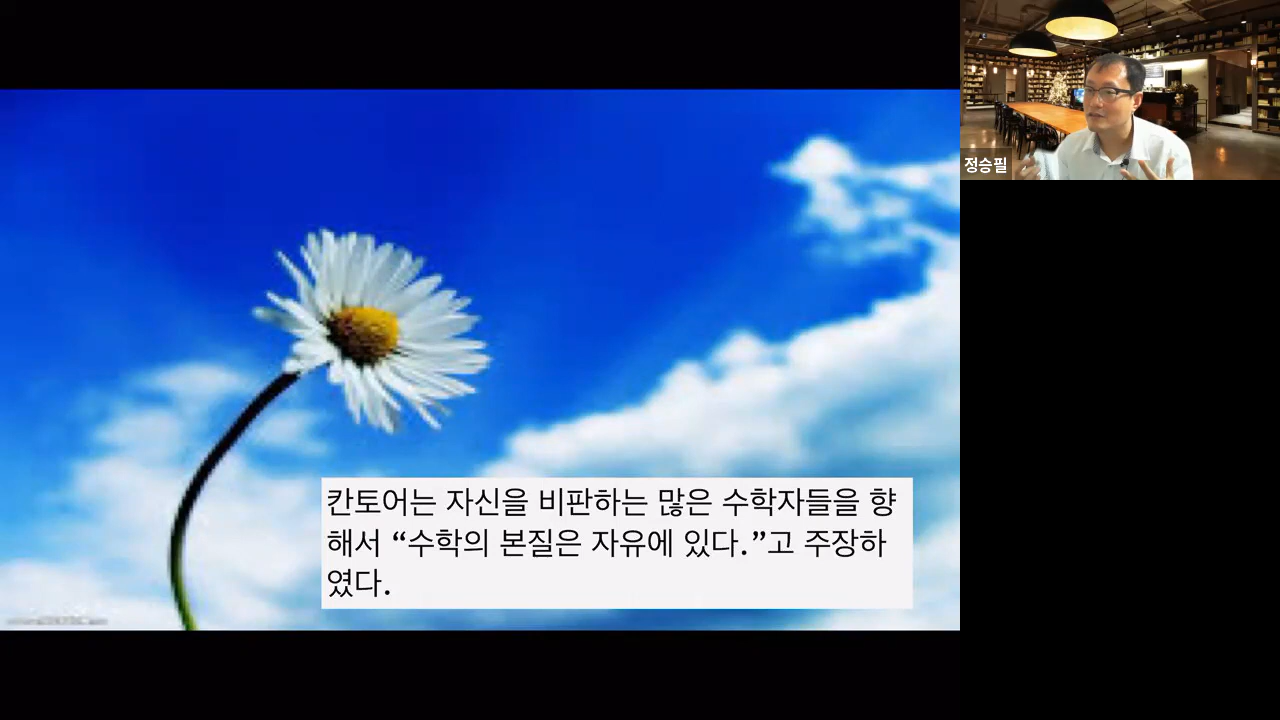 칸토어는 자신을 비판하는 많은 수학자들을 향
해서 “수학의 본질은 자유에 있다.”고 주장하
였다.
정승필